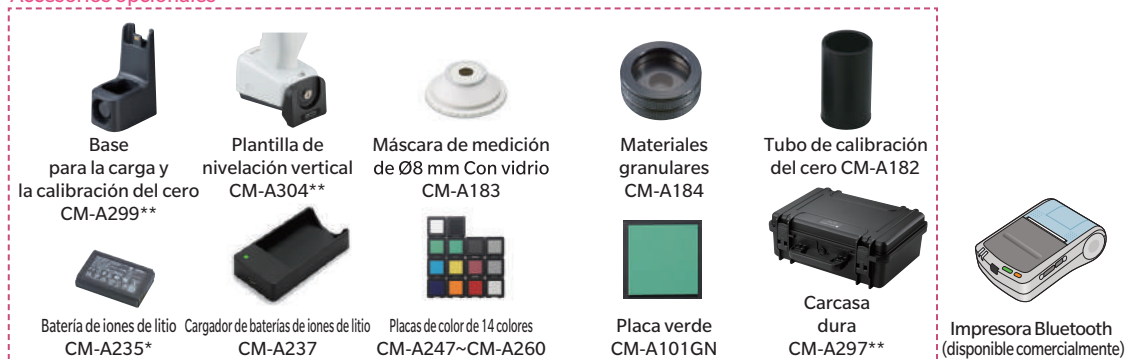 Accesorios opcionales
Base
para la carga y
la calibración del cero
CM-A299**
Plantilla de
nivelación vertical
CM-A304**
Máscara de medición
de Ø8 mm Con vidrio
CM-A183
Materiales
granulares
CM-A184
Tubo de calibración
del cero CM-A182
Batería de iones de litio
CM-A235*
Cargador de baterías de iones de litio
CM-A237
Placas de color de 14 colores
CM-A247~CM-A260
Placa verde
CM-A101GN
Carcasa
dura
CM-A297**
Impresora Bluetooth
(disponible comercialmente)